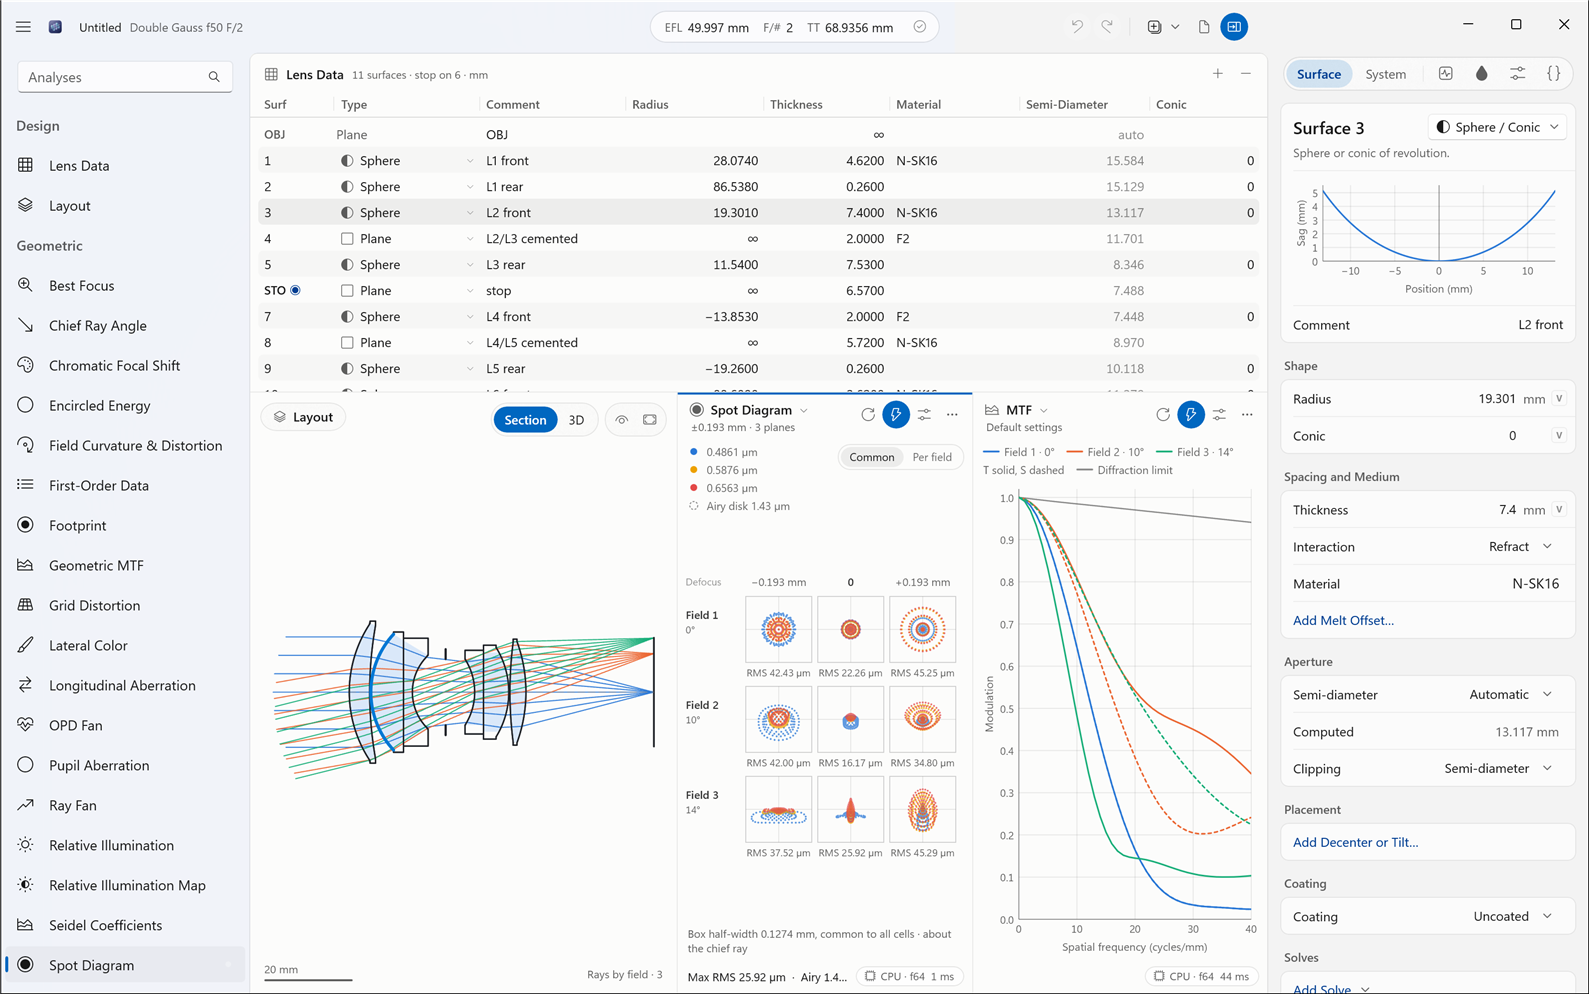 Untitled Double Gauss f50 F/2
EFL 49.997 mm F/# 2 TT 68.9356 mm
Analyses
Design
Lens Data
Layout
Geometric
Best Focus
Chief Ray Angle
Chromatic Focal Shift
Encircled Energy
Field Curvature & Distortion
First-Order Data
Footprint
Geometric MTF
Grid Distortion
Lateral Color
Longitudinal Aberration
OPD Fan
Pupil Aberration
Ray Fan
Relative Illumination
Relative Illumination Map
Seidel Coefficients
Spot Diagram
Lens Data 11 surfaces · stop on 6 · mm
Surf Type Comment Radius Thickness Material Semi-Diameter Conic
OBJ Plane OBJ ∞ auto
1 Sphere L1 front 28.0740 4.6200 N-SK16 15.584 0
2 Sphere L1 rear 86.5380 0.2600 15.129 0
3 Sphere L2 front 19.3010 7.4000 N-SK16 13.117 0
4 Plane L2/L3 cemented ∞ 2.0000 F2 11.701
5 Sphere L3 rear 11.5400 7.5300 8.346 0
STO Plane stop ∞ 6.5700 7.488
7 Sphere L4 front −13.8530 2.0000 F2 7.448 0
8 Plane L4/L5 cemented ∞ 5.7200 N-SK16 8.970
9 Sphere L5 rear −19.2600 0.2600 10.118 0
Layout
Section 3D
20 mm
Rays by field · 3
Spot Diagram
±0.193 mm · 3 planes
0.4861 µm
0.5876 µm
0.6563 µm
Airy disk 1.43 µm
Common Per field
Defocus −0.193 mm 0 +0.193 mm
Field 1
0°
RMS 42.43 µm RMS 22.26 µm RMS 45.25 µm
Field 2
10°
RMS 42.00 µm RMS 16.17 µm RMS 34.80 µm
Field 3
14°
RMS 37.52 µm RMS 25.92 µm RMS 45.29 µm
Box half-width 0.1274 mm, common to all cells · about
the chief ray
Max RMS 25.92 µm · Airy 1.4... CPU · f64 1 ms
MTF
Default settings
Field 1 · 0° Field 2 · 10° Field 3 · 14°
T solid, S dashed Diffraction limit
Modulation
1.0
0.9
0.8
0.7
0.6
0.5
0.4
0.3
0.2
0.1
0.0
0 10 20 30 40
Spatial frequency (cycles/mm)
CPU · f64 44 ms
Surface System
Surface 3 Sphere / Conic
Sphere or conic of revolution.
Sag (mm)
5
4
3
2
1
0
−10 −5 0 5 10
Position (mm)
Comment L2 front
Shape
Radius 19.301 mm V
Conic 0 V
Spacing and Medium
Thickness 7.4 mm V
Interaction Refract
Material N-SK16
Add Melt Offset...
Aperture
Semi-diameter Automatic
Computed 13.117 mm
Clipping Semi-diameter
Placement
Add Decenter or Tilt...
Coating
Coating Uncoated
Solves
Add Solve